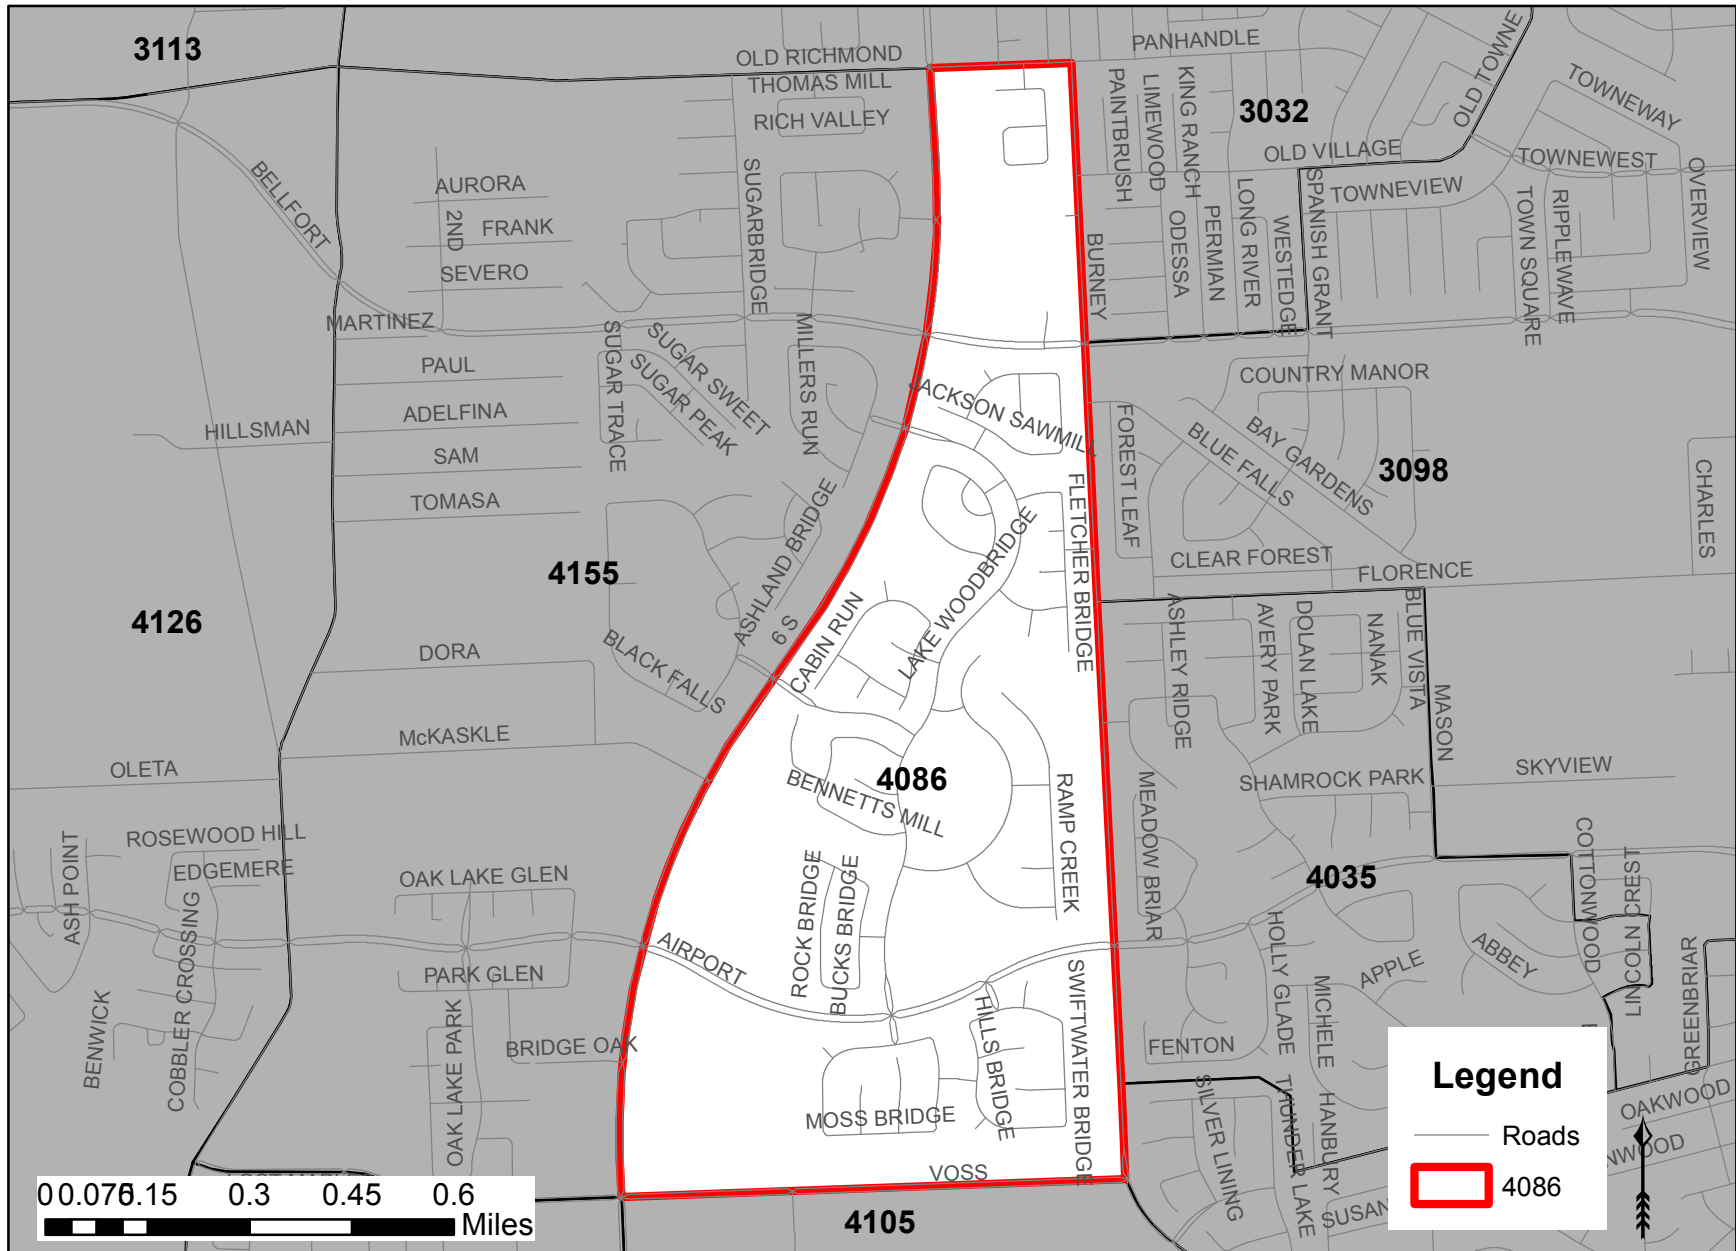 3113
OLD RICHMOND
PANHANDLE
OLD TOWNE
TOWNEWAY
THOMAS MILL
RICH VALLEY
PAINTBRUSH
LIMEWOOD
KING RANCH
3032
OLD VILLAGE
TOWNEWEST
OVERVIEW
BELLFORT
AURORA
2ND
FRANK
SEVERO
SUGARBRIDGE
BURNEY
ODESSA
PERMIAN
LONG RIVER
WESTEDGE
SPANISH GRANT
TOWNEVIEW
TOWN SQUARE
RIPPLEWAVE
MARTINEZ
PAUL
ADELFINA
HILLSMAN
SAM
TOMASA
SUGAR TRACE
SUGAR SWEET
SUGAR PEAK
MILLERS RUN
JACKSON SAWMILL
COUNTRY MANOR
FOREST LEAF
BLUE FALLS
BAY GARDENS
3098
CHARLES
FLETCHER BRIDGE
CLEAR FOREST
FLORENCE
4155
4126
ASHLAND BRIDGE
6 S
CABIN RUN
LAKE WOODBRIDGE
BLACK FALLS
DORA
McKASKLE
OLETA
ASHLEY RIDGE
AVERY PARK
DOLAN LAKE
NANAK
BLUE VISTA
MASON
SHAMROCK PARK
SKYVIEW
4086
BENNETTS MILL
RAMP CREEK
MEADOW BRIAR
4035
COTTONWOOD
LINCOLN CREST
GREENBRIAR
ASH POINT
ROSEWOOD HILL
EDGEMERE
COBBLER CROSSING
BENWICK
OAK LAKE GLEN
PARK GLEN
OAK LAKE PARK
BRIDGE OAK
AIRPORT
ROCK BRIDGE
BUCKS BRIDGE
HILLS BRIDGE
SWIFTWATER BRIDGE
MOSS BRIDGE
VOSS
4105
HOLLY GLADE
MICHELE
APPLE
ABBEY
FENTON
SILVER LINING
THUNDER LAKE
HANBURY
SUSAN
OAKWOOD
NWOOD
Legend
Roads
4086
0 0.075 0.15 0.3 0.45 0.6
Miles